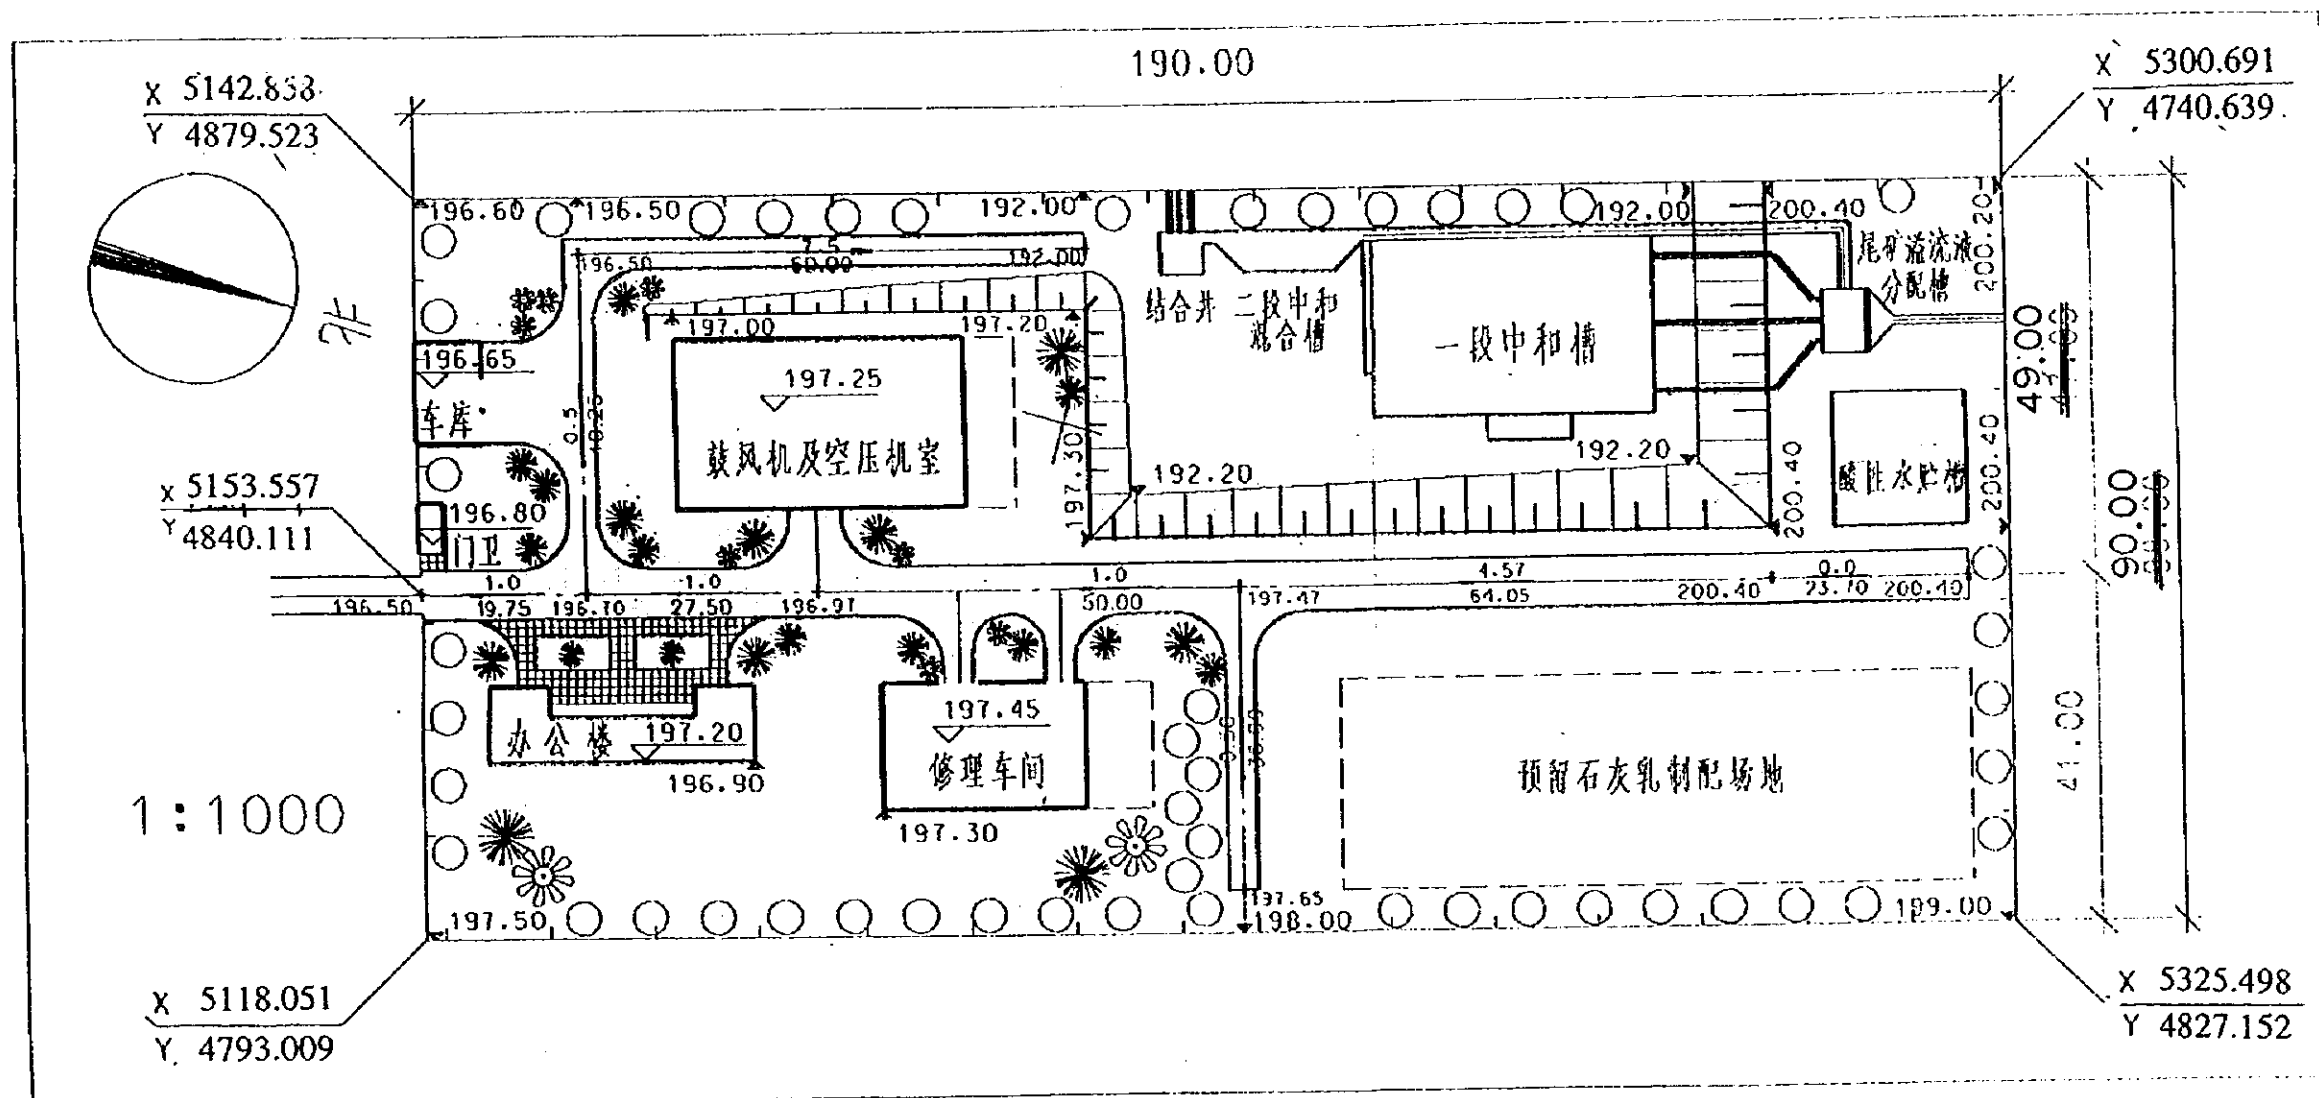 190.00
X 5142.858
Y 4879.523
X 5300.691
Y 4740.639
196.60
196.50
192.00
192.00
200.40
200.20
196.50
60.00
192.00
尾矿溢流液
分配槽
北
197.00
197.20
结合井
二段中和
混合槽
一段中和槽
196.65
车库
197.25
鼓风机及空压机室
0.5
18.25
197.30
192.20
192.20
200.40
酸性水贮槽
200.40
49.00
90.00
X 5153.557
Y 4840.111
196.80
门卫
196.50
1.0
19.75
196.70
1.0
27.50
196.97
1.0
50.00
197.47
4.57
64.05
200.40
0.0
23.70
200.40
办公楼
197.20
196.90
197.45
修理车间
197.30
预留石灰乳制配场地
41.00
1:1000
197.50
197.65
198.00
199.00
X 5118.051
Y 4793.009
X 5325.498
Y 4827.152